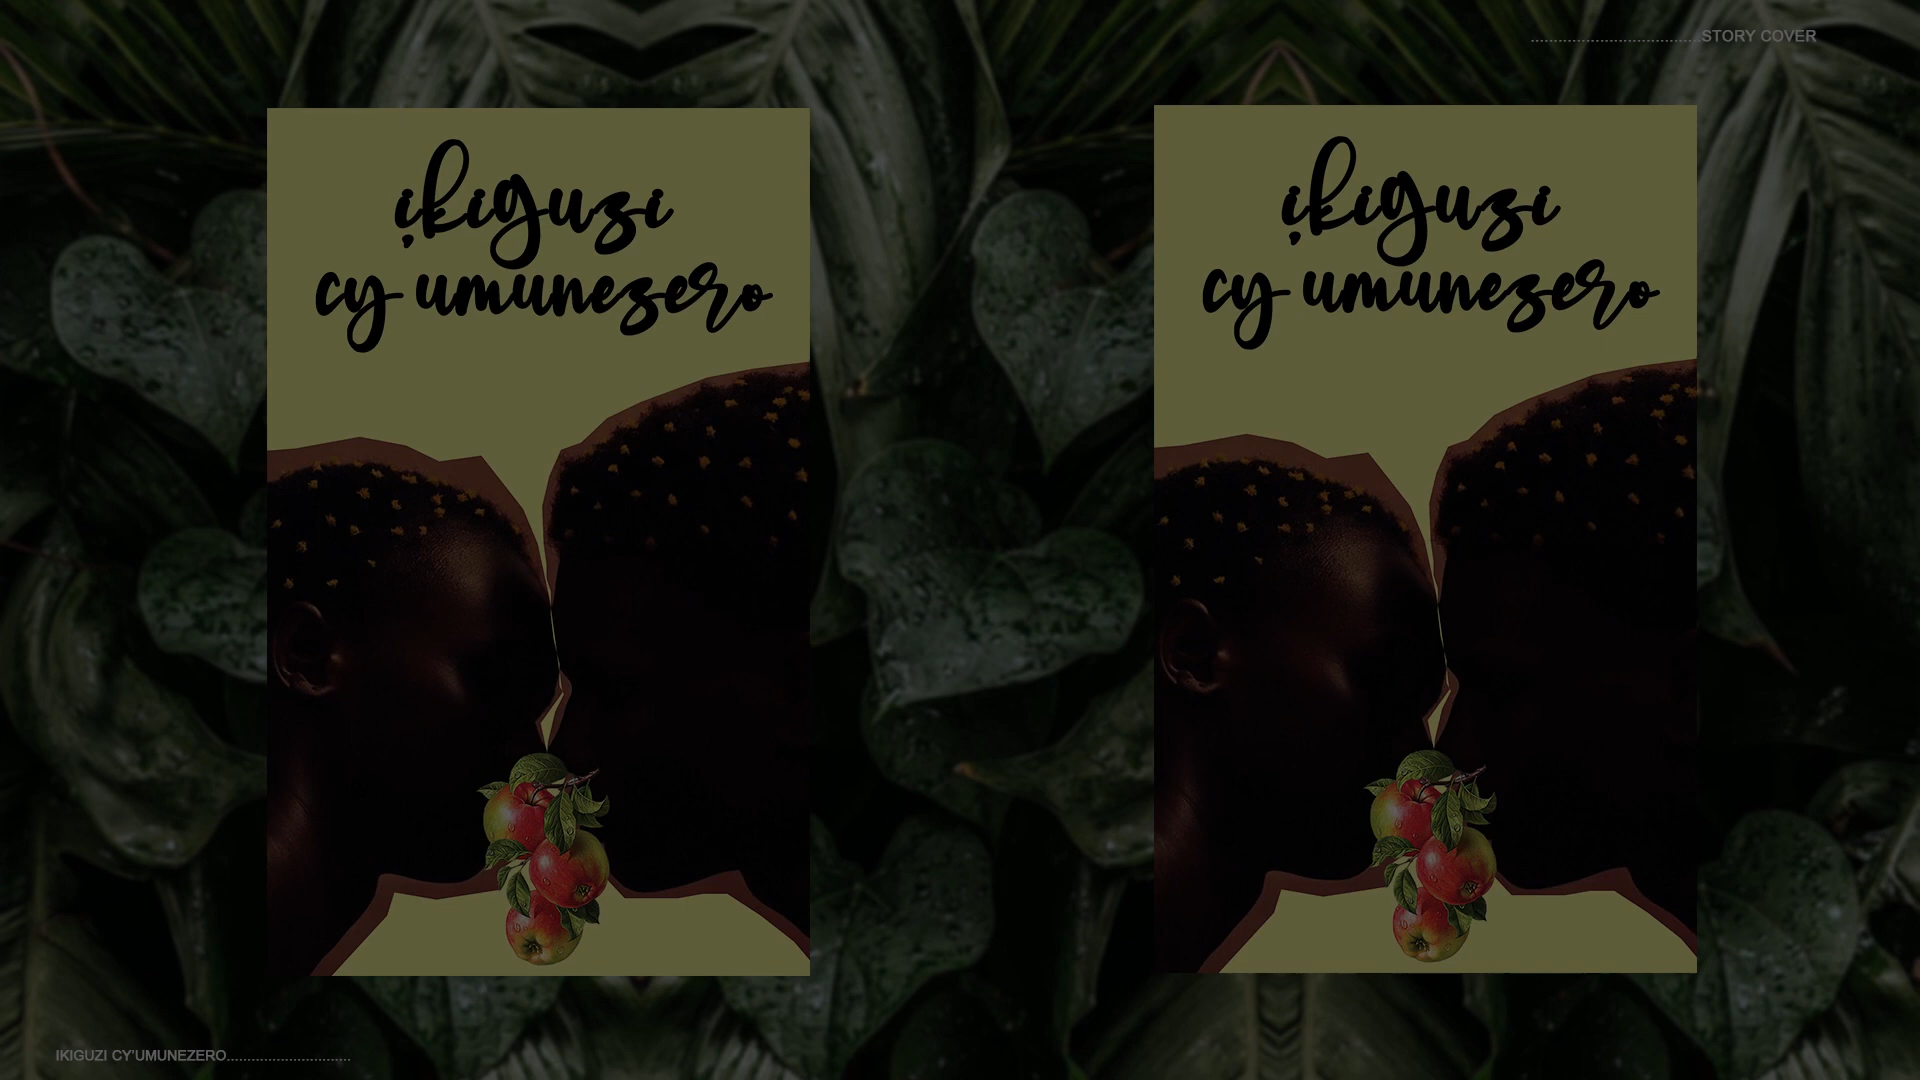 ...........................................STORY COVER
ikiguzi
cy umunezero
ikiguzi
cy umunezero
IKIGUZI CY'UMUNEZERO...............................